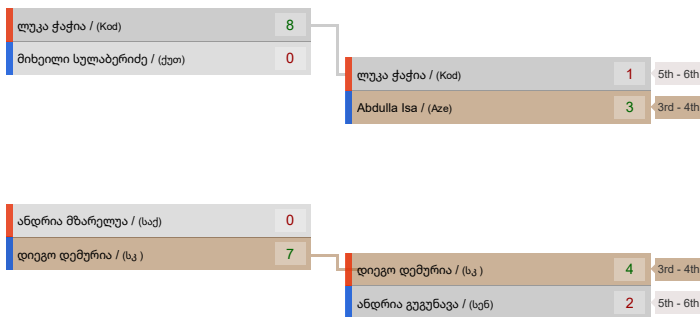 ლუკა ჭაჭია / (Kod) 8
მიხეილი სულაბერიძე / (ქუთ) 0
ლუკა ჭაჭია / (Kod) 1 5th - 6th
Abdulla Isa / (Aze) 3 3rd - 4th
ანდრია მზარელუა / (საქ) 0
დიეგო დემურია / (სკ ) 7
დიეგო დემურია / (სკ ) 4 3rd - 4th
ანდრია გუგუნავა / (სენ) 2 5th - 6th